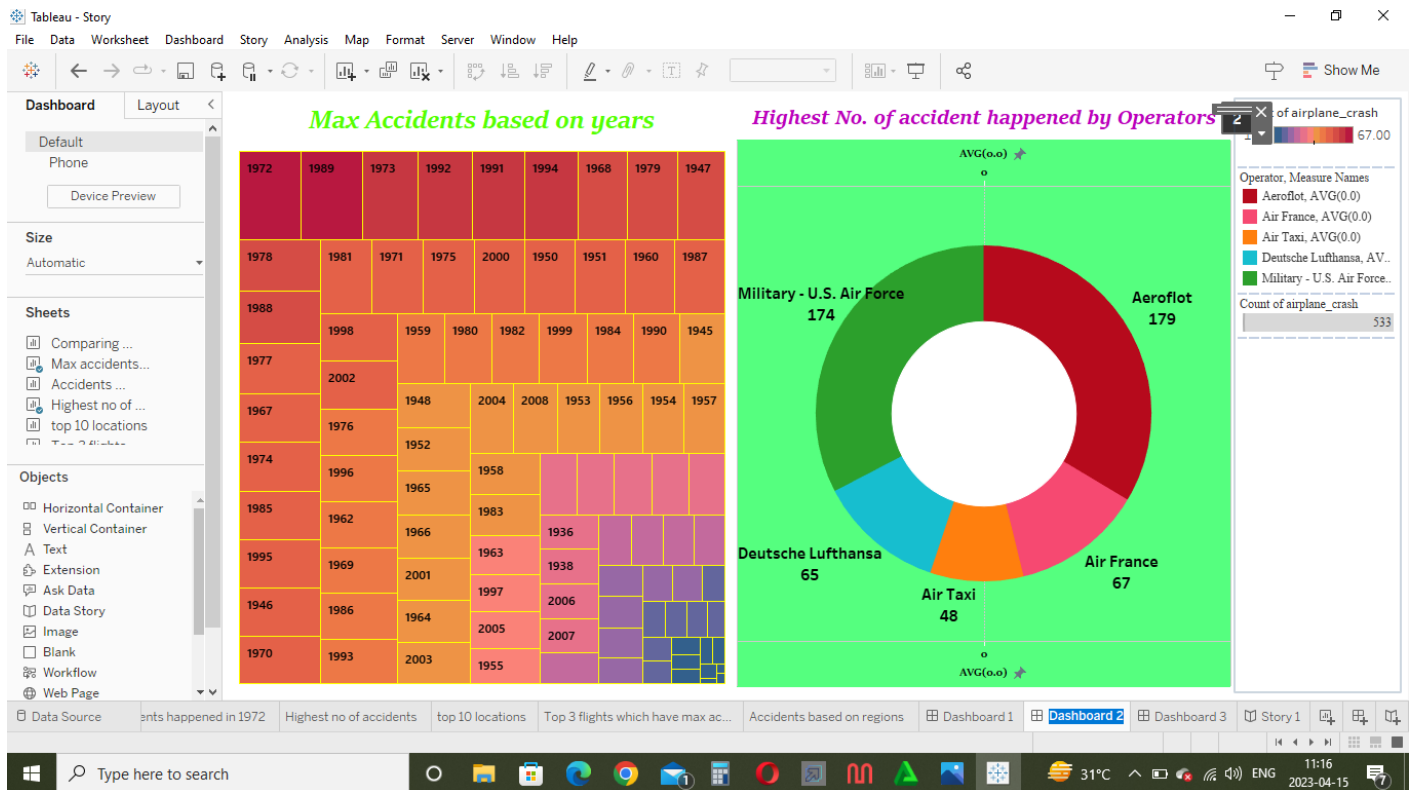 Tableau - Story
File Data Worksheet Dashboard Story Analysis Map Format Server Window Help
Show Me
Dashboard Layout
Default
Phone
Device Preview
Size
Automatic
Sheets
Comparing ...
Max accidents...
Accidents ...
Highest no of ...
top 10 locations
Objects
Horizontal Container
Vertical Container
Text
Extension
Ask Data
Data Story
Image
Blank
Workflow
Web Page
Max Accidents based on years
1972 1989 1973 1992 1991 1994 1968 1979 1947
1978 1981 1971 1975 2000 1950 1951 1960 1987
1988
1998 1959 1980 1982 1999 1984 1990 1945
1977
2002
1967 1948 2004 2008 1953 1956 1954 1957
1976
1952
1974 1996 1958
1965
1985 1983
1962 1966 1936
1995 1969 1963 1938
2001
1997
1946 1986 1964 2006
2005 2007
1970 1993 2003 1955
Highest No. of accident happened by Operators
AVG(0.0)
0
Military - U.S. Air Force
174
Aeroflot
179
Deutsche Lufthansa
65
Air France
67
Air Taxi
48
0
AVG(0.0)
2
of airplane_crash
1 67.00
Operator, Measure Names
Aeroflot, AVG(0.0)
Air France, AVG(0.0)
Air Taxi, AVG(0.0)
Deutsche Lufthansa, AV..
Military - U.S. Air Force..
Count of airplane_crash
533
Data Source ents happened in 1972 Highest no of accidents top 10 locations Top 3 flights which have max ac... Accidents based on regions Dashboard 1 Dashboard 2 Dashboard 3 Story 1
Type here to search
31°C ENG 11:16
2023-04-15
1
7